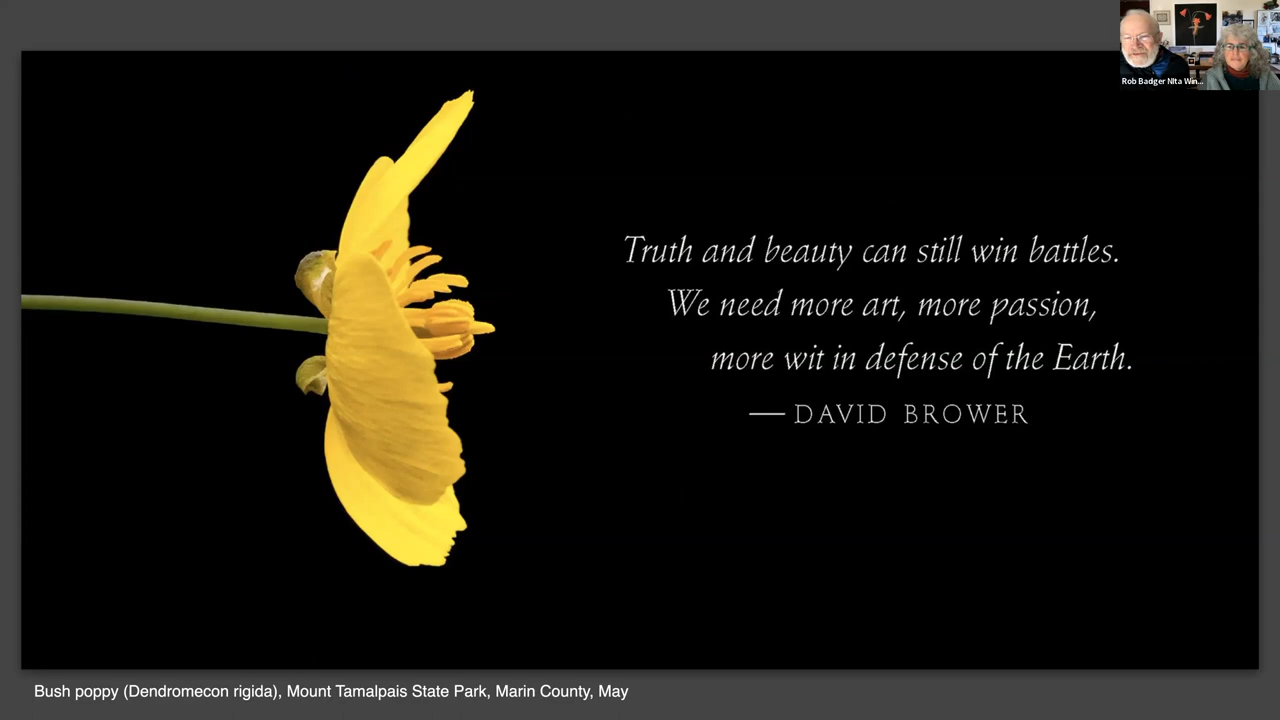 Rob Badger NIta Win...
Truth and beauty can still win battles.
We need more art, more passion,
more wit in defense of the Earth.
— DAVID BROWER
Bush poppy (Dendromecon rigida), Mount Tamalpais State Park, Marin County, May